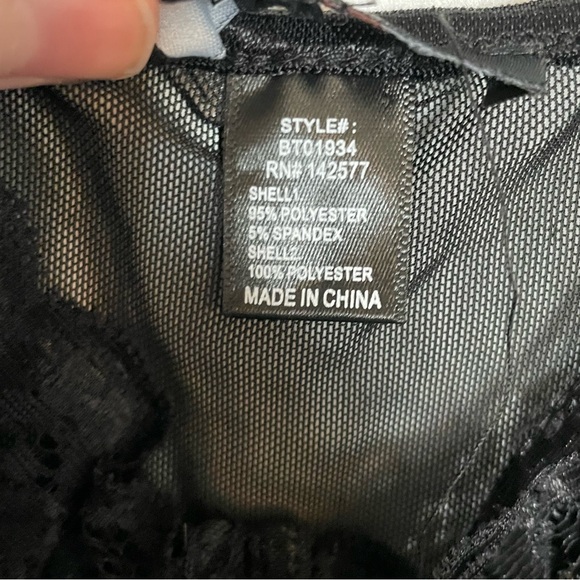 STYLE#:
BT01934
RN# 142577
SHELL1
95% POLYESTER
5% SPANDEX
SHELL2
100% POLYESTER
MADE IN CHINA